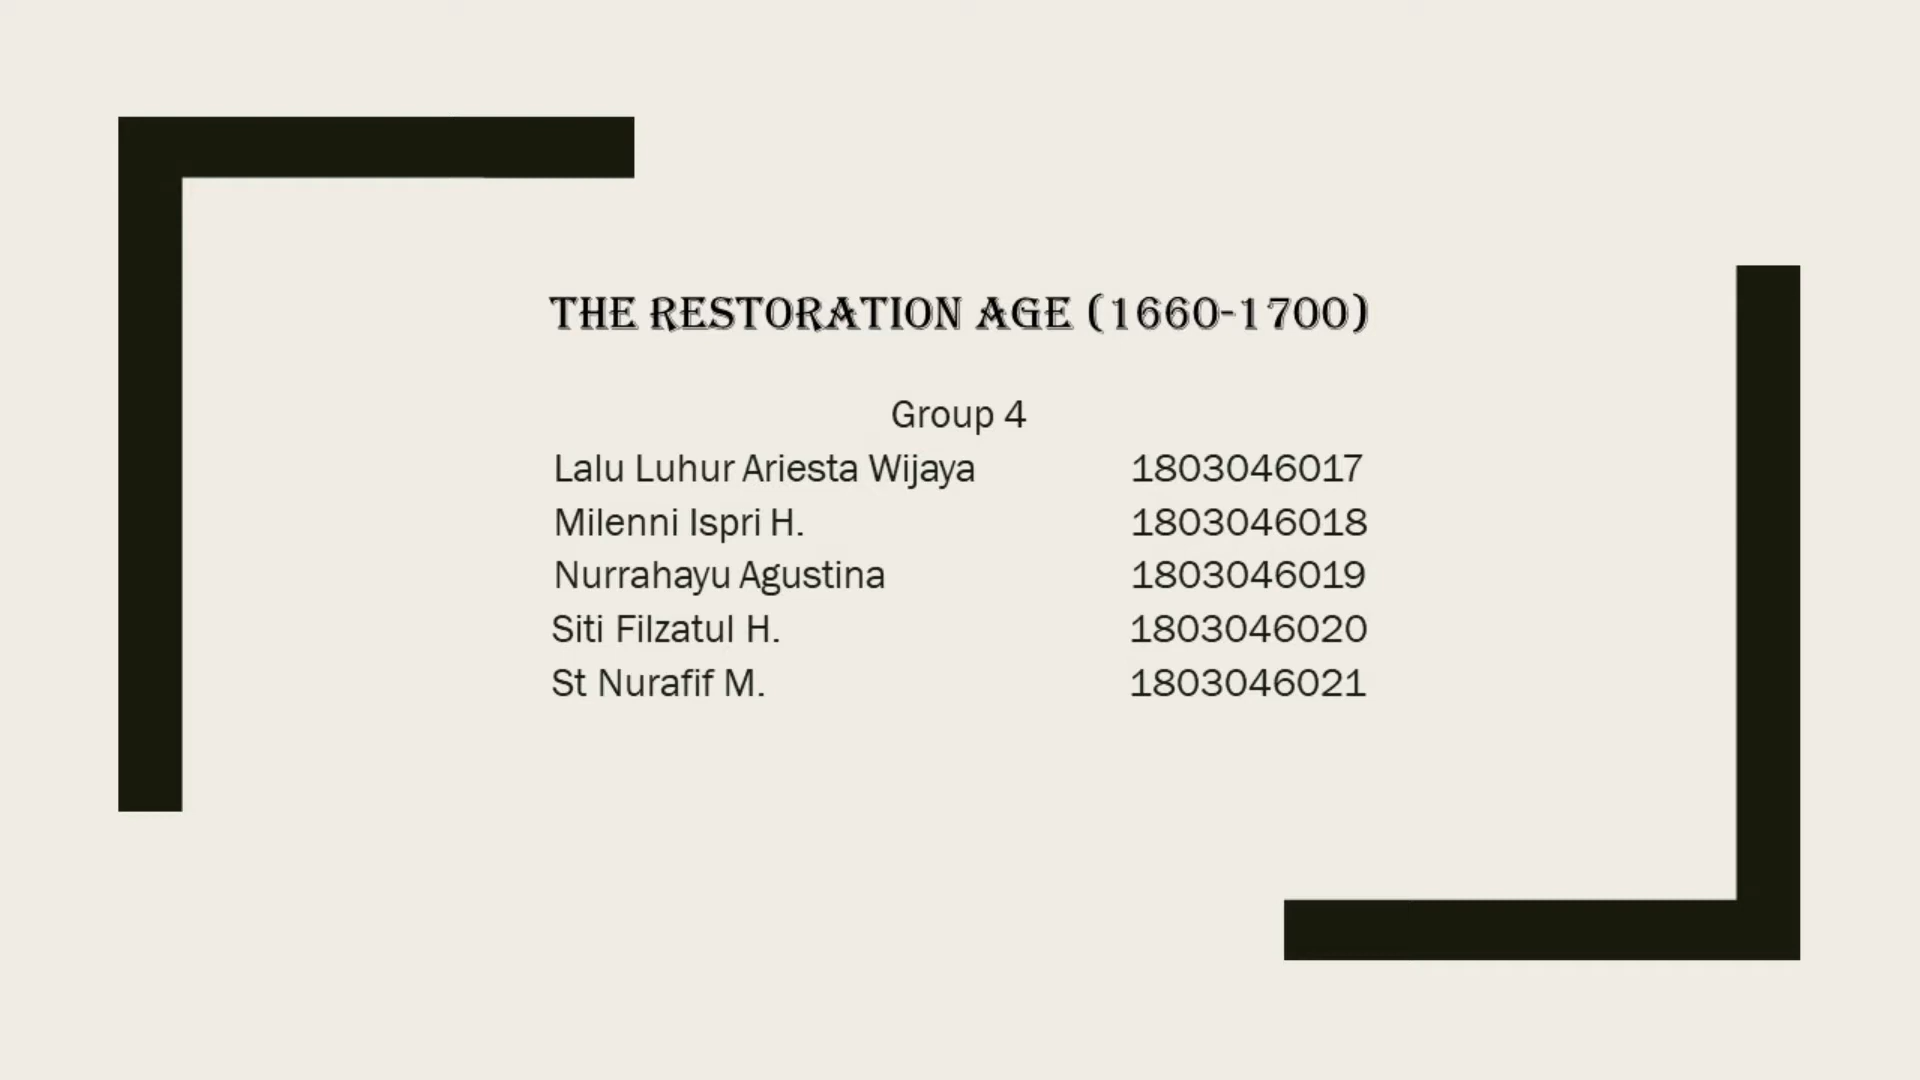 THE RESTORATION AGE (1660-1700)
Group 4
Lalu Luhur Ariesta Wijaya 1803046017
Milenni Ispri H. 1803046018
Nurrahayu Agustina 1803046019
Siti Filzatul H. 1803046020
St Nurafif M. 1803046021